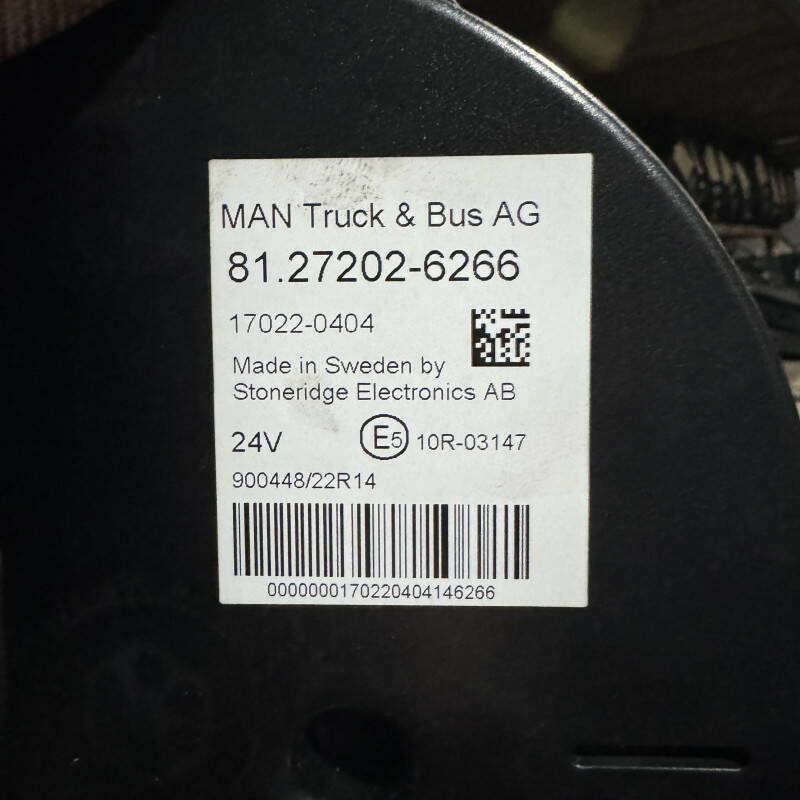 MAN Truck & Bus AG
81.27202-6266
17022-0404
Made in Sweden by
Stoneridge Electronics AB
24V E5 10R-03147
900448/22R14
0000000170220404146266